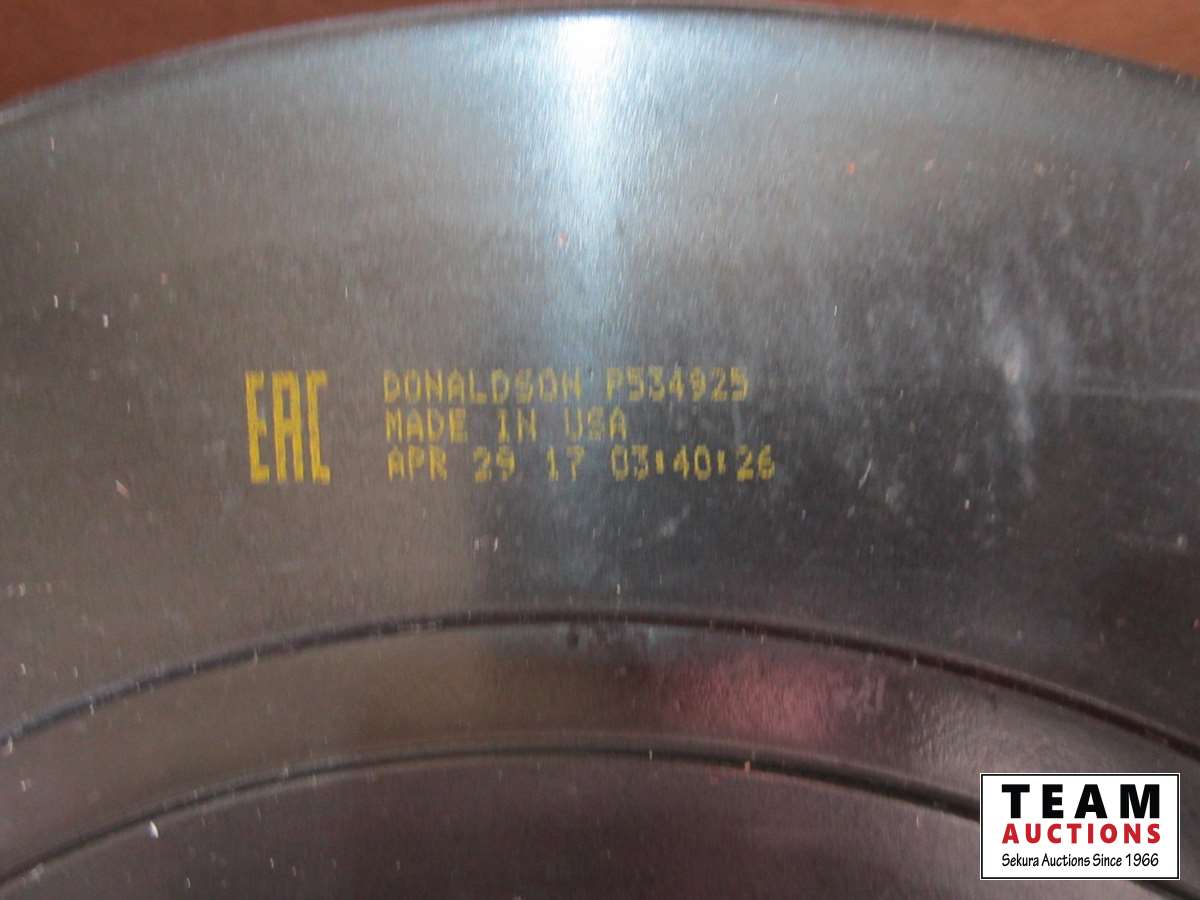 EAC
DONALDSON P534925
MADE IN USA
APR 29 17 03:40:26
TEAM
AUCTIONS
Sekura Auctions Since 1966